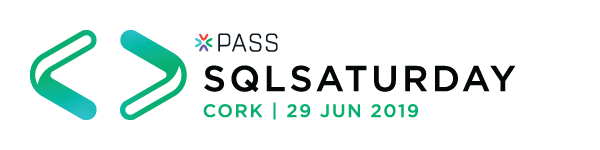 PASS
SQLSATURDAY
CORK | 29 JUN 2019